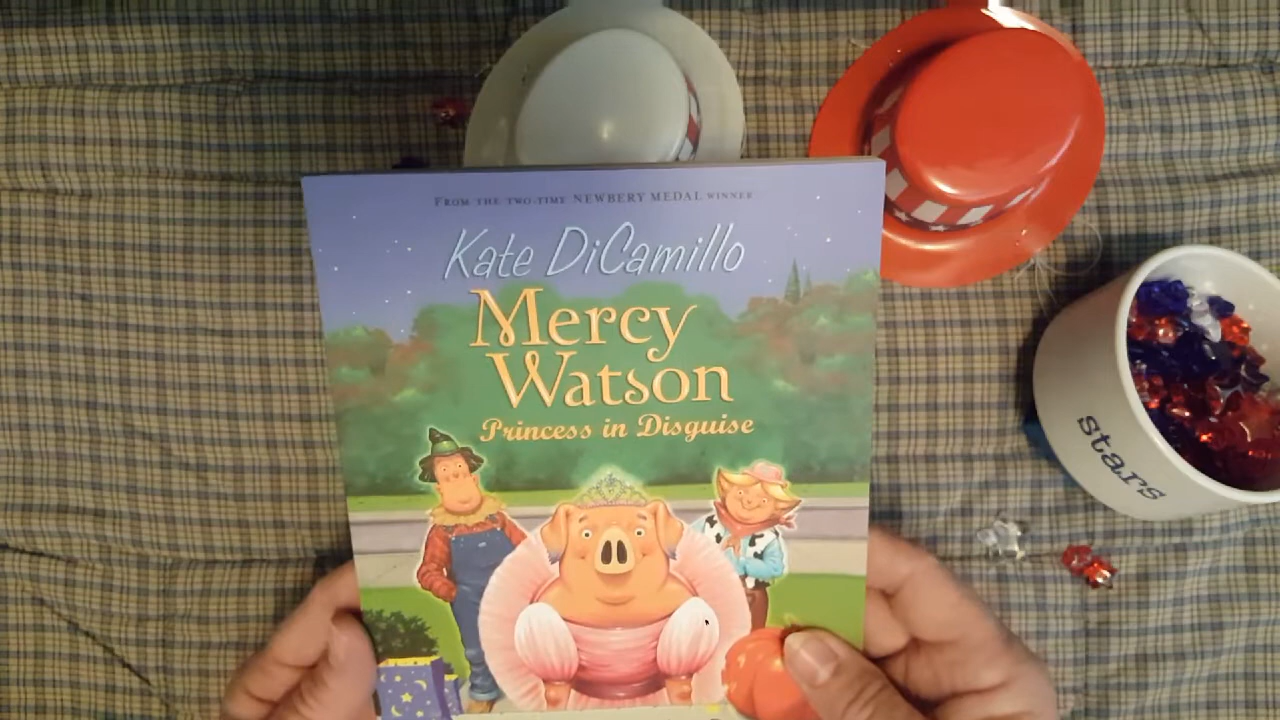 FROM THE TWO-TIME NEWBERY MEDAL WINNER
Kate DiCamillo
Mercy
Watson
Princess in Disguise
stars